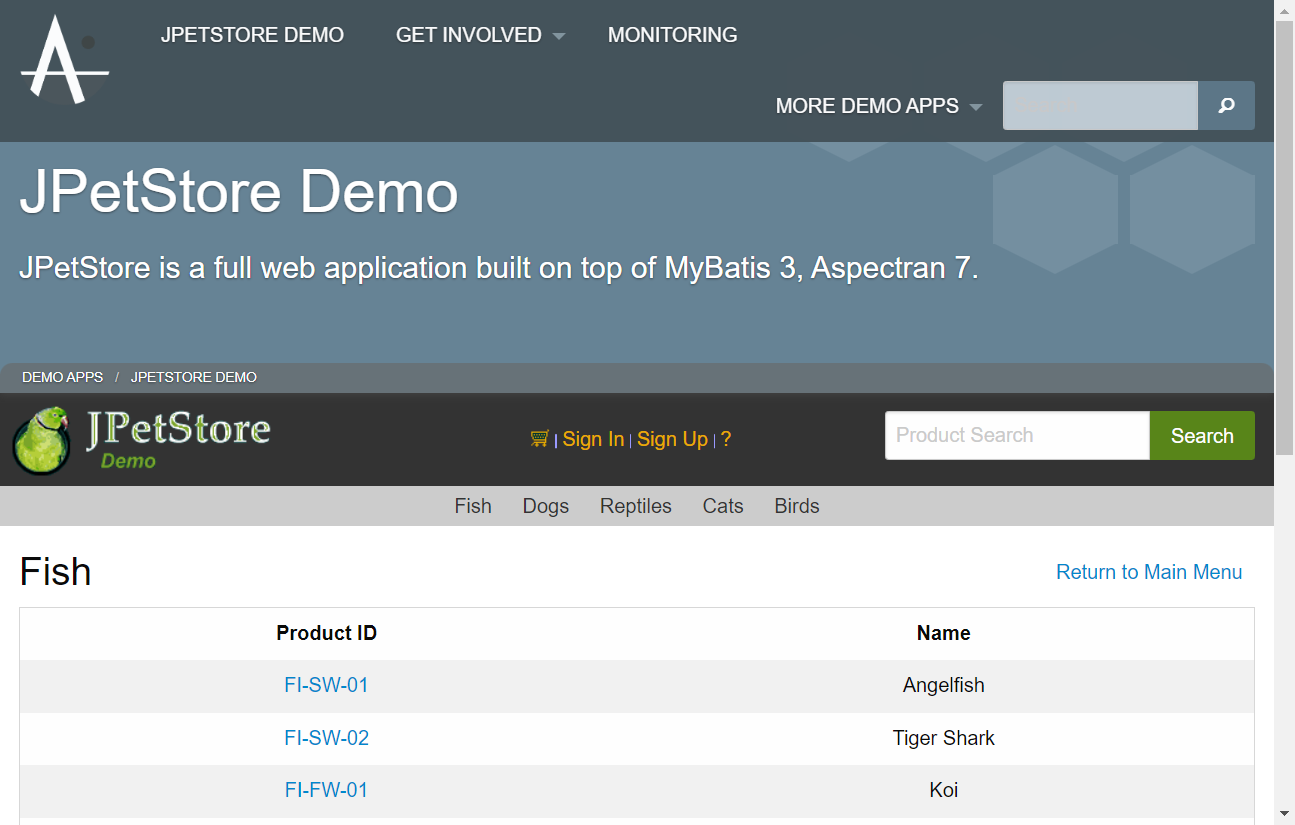 JPETSTORE DEMO GET INVOLVED MONITORING
MORE DEMO APPS
JPetStore Demo
JPetStore is a full web application built on top of MyBatis 3, Aspectran 7.
DEMO APPS / JPETSTORE DEMO
JPetStore
Demo
| Sign In | Sign Up | ?
Product Search Search
Fish Dogs Reptiles Cats Birds
Fish
Return to Main Menu
Product ID Name
FI-SW-01 Angelfish
FI-SW-02 Tiger Shark
FI-FW-01 Koi